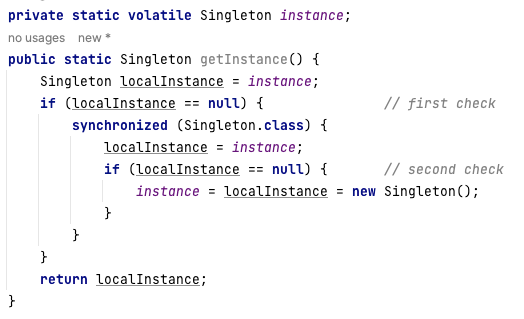 private static volatile Singleton instance;
no usages   new *
public static Singleton getInstance() {
    Singleton localInstance = instance;
    if (localInstance == null) {               // first check
        synchronized (Singleton.class) {
            localInstance = instance;
            if (localInstance == null) {       // second check
                instance = localInstance = new Singleton();
            }
        }
    }
    return localInstance;
}